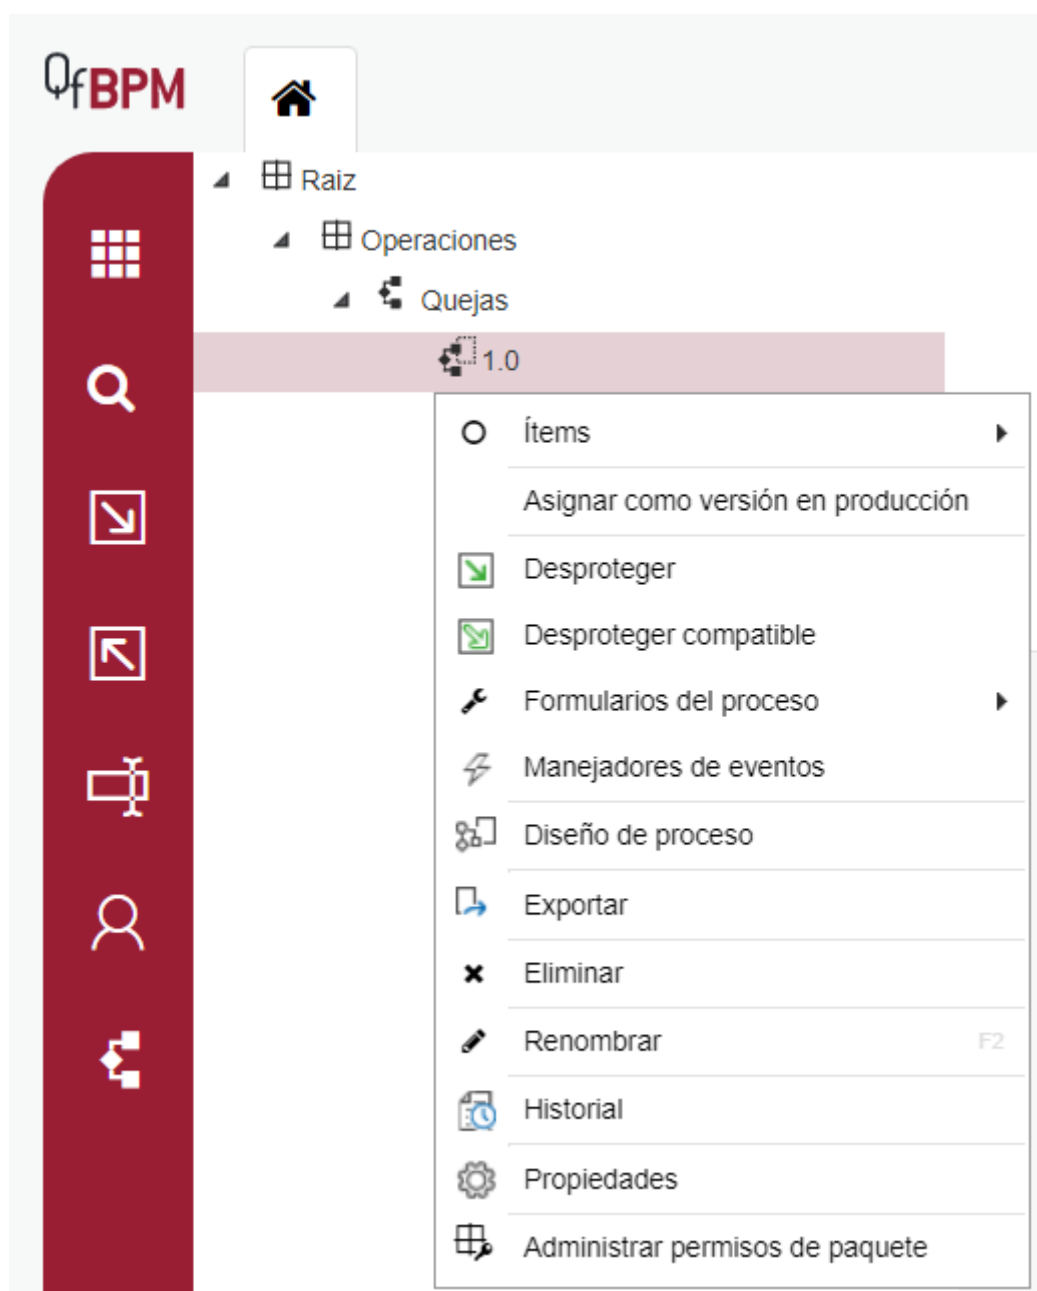 QfBPM
Raiz
Operaciones
Quejas
1.0
Ítems
Asignar como versión en producción
Desproteger
Desproteger compatible
Formularios del proceso
Manejadores de eventos
Diseño de proceso
Exportar
Eliminar
Renombrar F2
Historial
Propiedades
Administrar permisos de paquete